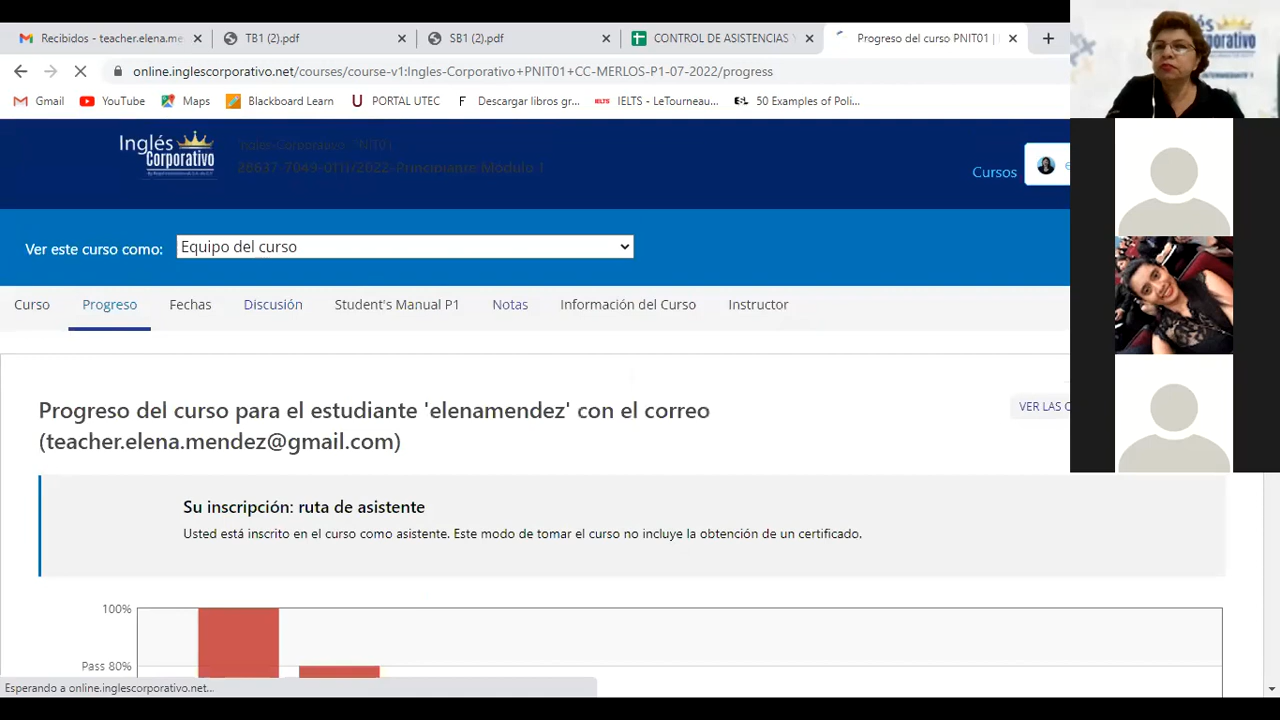 Recibidos - teacher.elena.me
TB1 (2).pdf
SB1 (2).pdf
CONTROL DE ASISTENCIAS Y
Progreso del curso PNIT01 |
online.inglescorporativo.net/courses/course-v1:Ingles-Corporativo+PNIT01+CC-MERLOS-P1-07-2022/progress
Gmail
YouTube
Maps
Blackboard Learn
PORTAL UTEC
Descargar libros gr...
IELTS - LeTourneau...
50 Examples of Poli...
Inglés
Corporativo
Cursos
Ver este curso como:
Equipo del curso
Curso
Progreso
Fechas
Discusión
Student's Manual P1
Notas
Información del Curso
Instructor
Progreso del curso para el estudiante 'elenamendez' con el correo
(teacher.elena.mendez@gmail.com)
VER LAS C
Su inscripción: ruta de asistente
Usted está inscrito en el curso como asistente. Este modo de tomar el curso no incluye la obtención de un certificado.
100%
Pass 80%
Esperando a online.inglescorporativo.net...